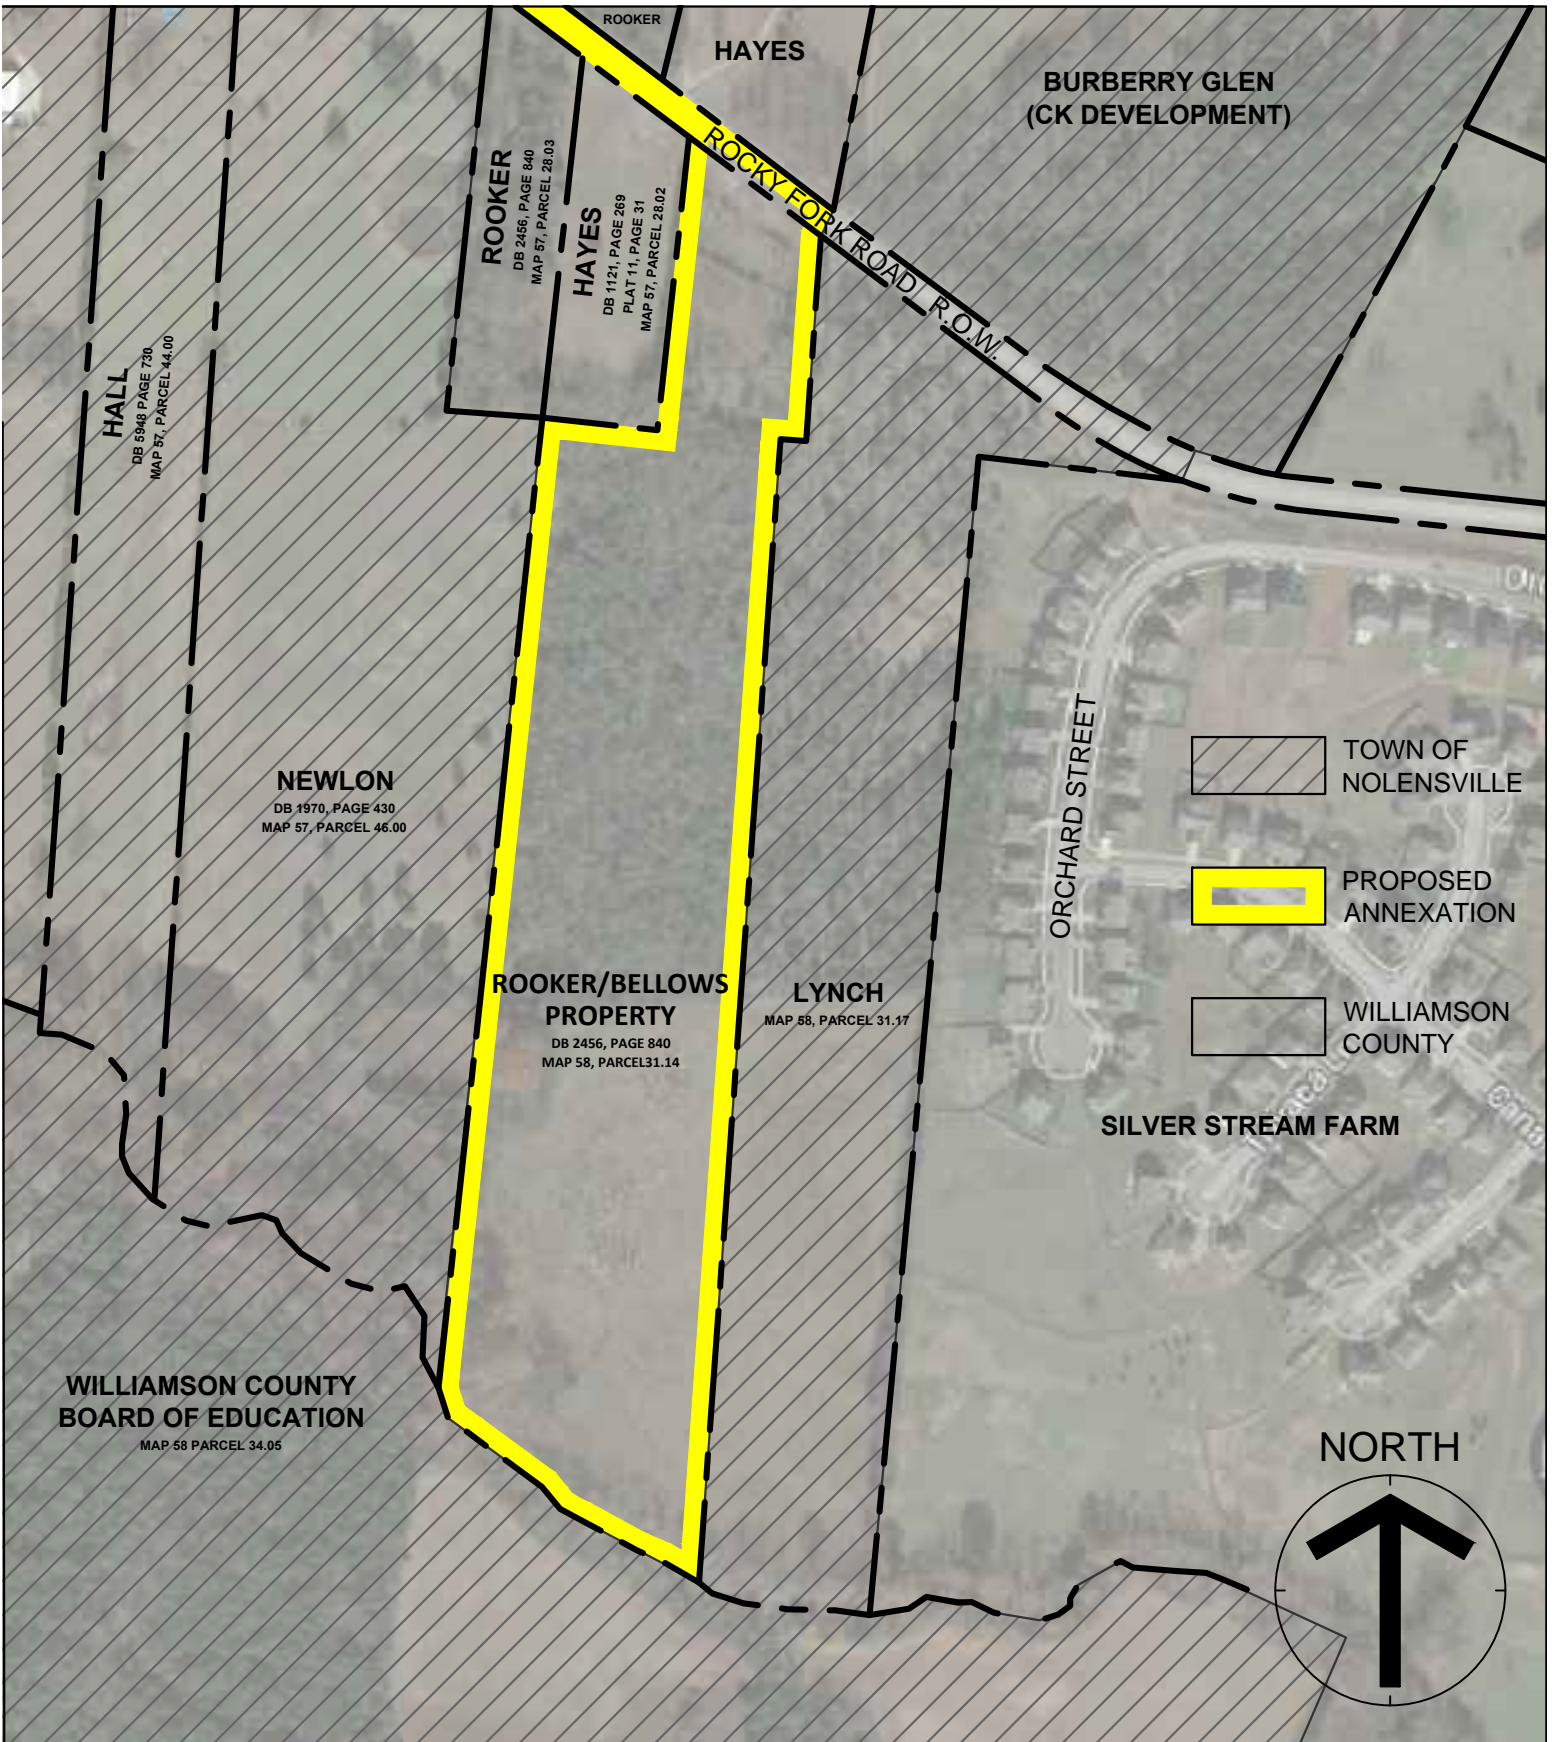 ROOKER
HAYES
BURBERRY GLEN
(CK DEVELOPMENT)
ROCKY FORK ROAD R.O.W.
ROOKER
DB 2456, PAGE 840
MAP 57, PARCEL 28.03
HAYES
DB 1121, PAGE 269
PLAT 11, PAGE 31
MAP 57, PARCEL 28.02
HALL
DB 5948 PAGE 730
MAP 57, PARCEL 44.00
NEWLON
DB 1970, PAGE 430
MAP 57, PARCEL 46.00
ROOKER/BELLOWS
PROPERTY
DB 2456, PAGE 840
MAP 58, PARCEL31.14
LYNCH
MAP 58, PARCEL 31.17
ORCHARD STREET
TOWN OF
NOLENSVILLE
PROPOSED
ANNEXATION
WILLIAMSON
COUNTY
SILVER STREAM FARM
WILLIAMSON COUNTY
BOARD OF EDUCATION
MAP 58 PARCEL 34.05
NORTH